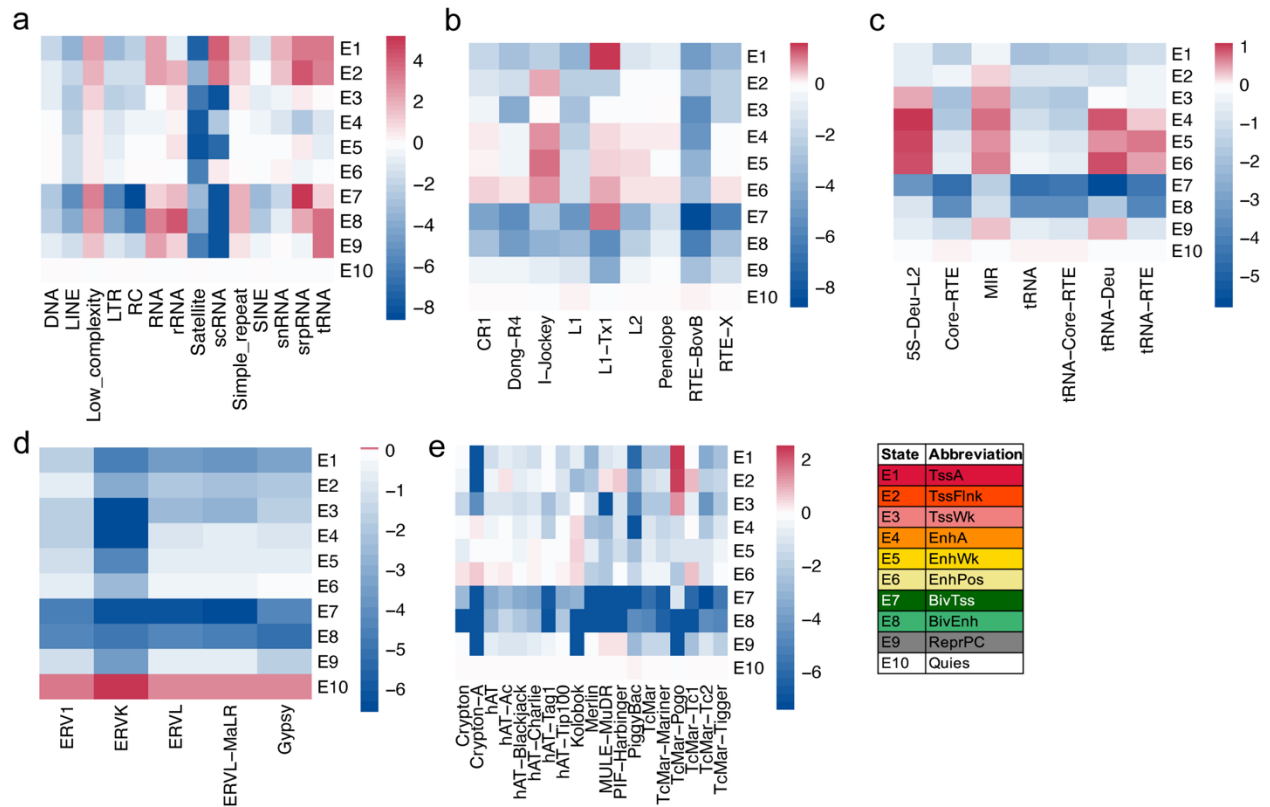 a
E1
E2
E3
E4
E5
E6
E7
E8
E9
E10
4
2
0
−2
−4
−6
−8
DNA
LINE
Low_complexity
LTR
RC
RNA
rRNA
Satellite
scRNA
Simple_repeat
SINE
snRNA
srpRNA
tRNA
b
E1
E2
E3
E4
E5
E6
E7
E8
E9
E10
0
−2
−4
−6
−8
CR1
Dong−R4
I−Jockey
L1
L1−Tx1
L2
Penelope
RTE−BovB
RTE−X
c
E1
E2
E3
E4
E5
E6
E7
E8
E9
E10
1
0
−1
−2
−3
−4
−5
5S−Deu−L2
Core−RTE
MIR
tRNA
tRNA−Core−RTE
tRNA−Deu
tRNA−RTE
d
E1
E2
E3
E4
E5
E6
E7
E8
E9
E10
0
−1
−2
−3
−4
−5
−6
ERV1
ERVK
ERVL
ERVL−MaLR
Gypsy
e
E1
E2
E3
E4
E5
E6
E7
E8
E9
E10
2
0
−2
−4
−6
Crypton
Crypton−A
hAT
hAT−Ac
hAT−Blackjack
hAT−Charlie
hAT−Tag1
hAT−Tip100
Kolobok
Merlin
MULE−MuDR
PIF−Harbinger
PiggyBac
TcMar
TcMar−Mariner
TcMar−Pogo
TcMar−Tc1
TcMar−Tc2
TcMar−Tigger
State Abbreviation
E1 TssA
E2 TssFlnk
E3 TssWk
E4 EnhA
E5 EnhWk
E6 EnhPos
E7 BivTss
E8 BivEnh
E9 ReprPC
E10 Quies